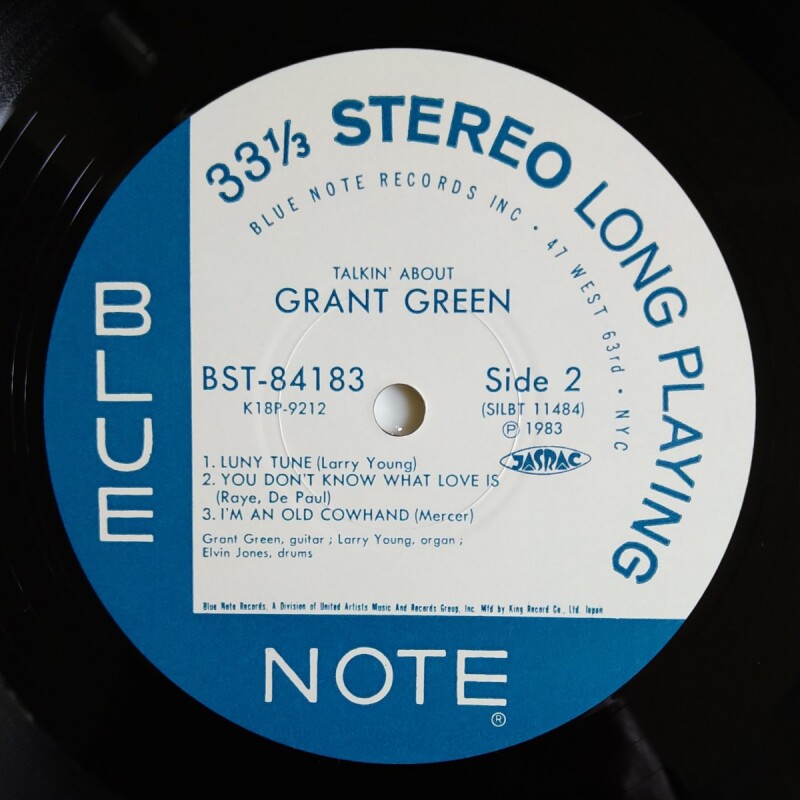 33⅓ STEREO LONG PLAYING
BLUE NOTE RECORDS INC • 47 WEST 63rd • NYC
TALKIN' ABOUT
GRANT GREEN
BST-84183
K18P-9212
Side 2
(SILBT 11484)
Ⓟ 1983
JASRAC
1. LUNY TUNE (Larry Young)
2. YOU DON'T KNOW WHAT LOVE IS
(Raye, De Paul)
3. I'M AN OLD COWHAND (Mercer)
Grant Green, guitar ; Larry Young, organ ;
Elvin Jones, drums
Blue Note Records, A Division of United Artists Music And Records Group, Inc. Mfd by King Record Co., Ltd. Japan
BLUE
NOTE
®